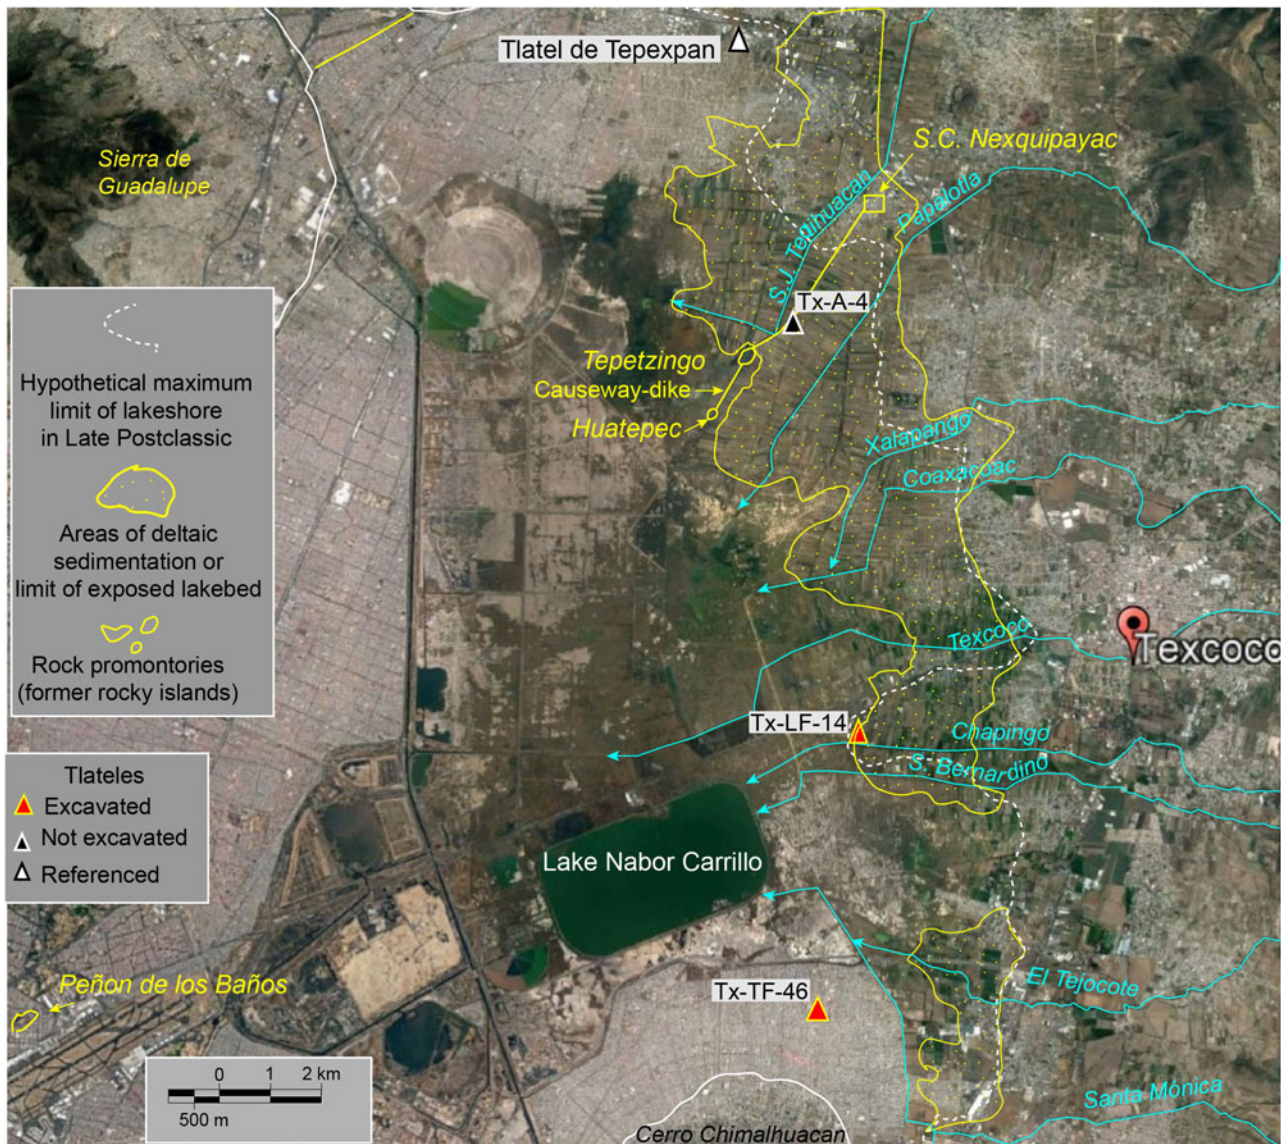 Tlatel de Tepexpan
S.C. Nexquipayac
Sierra de
Guadalupe
S.J. Teotihuacan
Papalotla
Tx-A-4
Tepetzingo
Causeway-dike
Huatepec
Xalapango
Coaxacoac
Hypothetical maximum
limit of lakeshore
in Late Postclassic
Areas of deltaic
sedimentation or
limit of exposed lakebed
Rock promontories
(former rocky islands)
Texcoco
Texcoco
Tx-LF-14
Chapingo
S. Bernardino
Tlateles
Excavated
Not excavated
Referenced
Lake Nabor Carrillo
Peñon de los Baños
Tx-TF-46
El Tejocote
0 1 2 km
500 m
Santa Mónica
Cerro Chimalhuacan